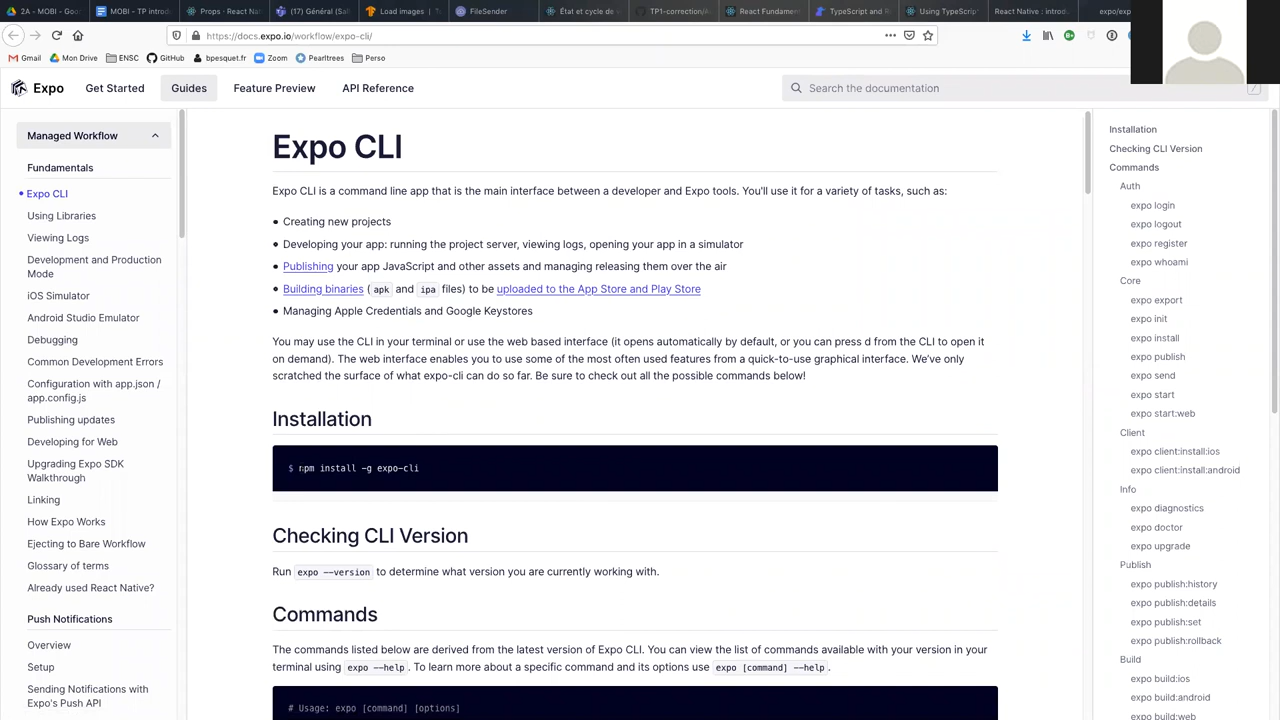 2A - MOBI - D
MOBI - TP introd
Props · React Na
(17) Général (Sal
Load images | T
FileSender
État et cycle de v
TP1-correction/A
React Fundamen
TypeScript and R
Using TypeScript
React Native : introd
expo/exp
https://docs.expo.io/workflow/expo-cli/
Gmail
Mon Drive
ENSC
GitHub
bpesquet.fr
Zoom
Pearltrees
Perso
Expo
Get Started
Guides
Feature Preview
API Reference
Search the documentation
/
Managed Workflow
Fundamentals
Expo CLI
Using Libraries
Viewing Logs
Development and Production
Mode
iOS Simulator
Android Studio Emulator
Debugging
Common Development Errors
Configuration with app.json /
app.config.js
Publishing updates
Developing for Web
Upgrading Expo SDK
Walkthrough
Linking
How Expo Works
Ejecting to Bare Workflow
Glossary of terms
Already used React Native?
Push Notifications
Overview
Setup
Sending Notifications with
Expo's Push API
Expo CLI
Expo CLI is a command line app that is the main interface between a developer and Expo tools. You'll use it for a variety of tasks, such as:
Creating new projects
Developing your app: running the project server, viewing logs, opening your app in a simulator
Publishing your app JavaScript and other assets and managing releasing them over the air
Building binaries ( apk and ipa files) to be uploaded to the App Store and Play Store
Managing Apple Credentials and Google Keystores
You may use the CLI in your terminal or use the web based interface (it opens automatically by default, or you can press d from the CLI to open it
on demand). The web interface enables you to use some of the most often used features from a quick-to-use graphical interface. We've only
scratched the surface of what expo-cli can do so far. Be sure to check out all the possible commands below!
Installation
$ npm install -g expo-cli
Checking CLI Version
Run expo --version to determine what version you are currently working with.
Commands
The commands listed below are derived from the latest version of Expo CLI. You can view the list of commands available with your version in your
terminal using expo --help . To learn more about a specific command and its options use expo [command] --help .
# Usage: expo [command] [options]
Installation
Checking CLI Version
Commands
Auth
expo login
expo logout
expo register
expo whoami
Core
expo export
expo init
expo install
expo publish
expo send
expo start
expo start:web
Client
expo client:install:ios
expo client:install:android
Info
expo diagnostics
expo doctor
expo upgrade
Publish
expo publish:history
expo publish:details
expo publish:set
expo publish:rollback
Build
expo build:ios
expo build:android
expo build:web